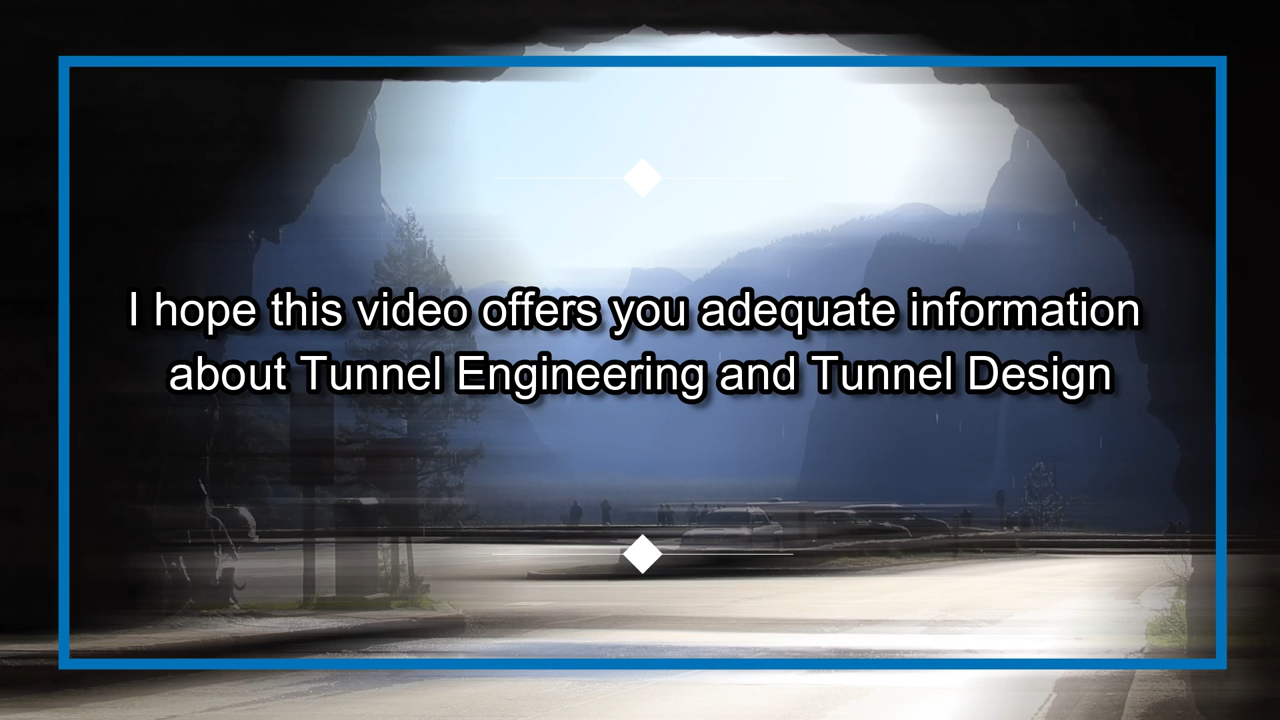 I hope this video offers you adequate information
about Tunnel Engineering and Tunnel Design